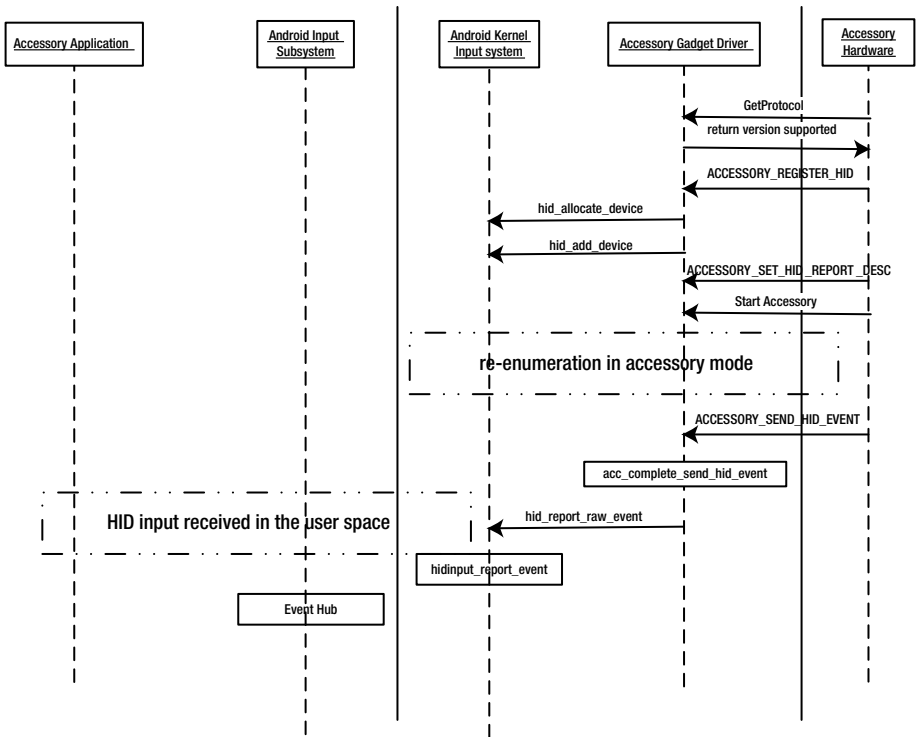 Accessory Application
Android Input
Subsystem
Android Kernel
Input system
Accessory Gadget Driver
Accessory
Hardware
GetProtocol
return version supported
ACCESSORY_REGISTER_HID
hid_allocate_device
hid_add_device
ACCESSORY_SET_HID_REPORT_DESC
Start Accessory
re-enumeration in accessory mode
ACCESSORY_SEND_HID_EVENT
acc_complete_send_hid_event
HID input received in the user space
hid_report_raw_event
hidinput_report_event
Event Hub